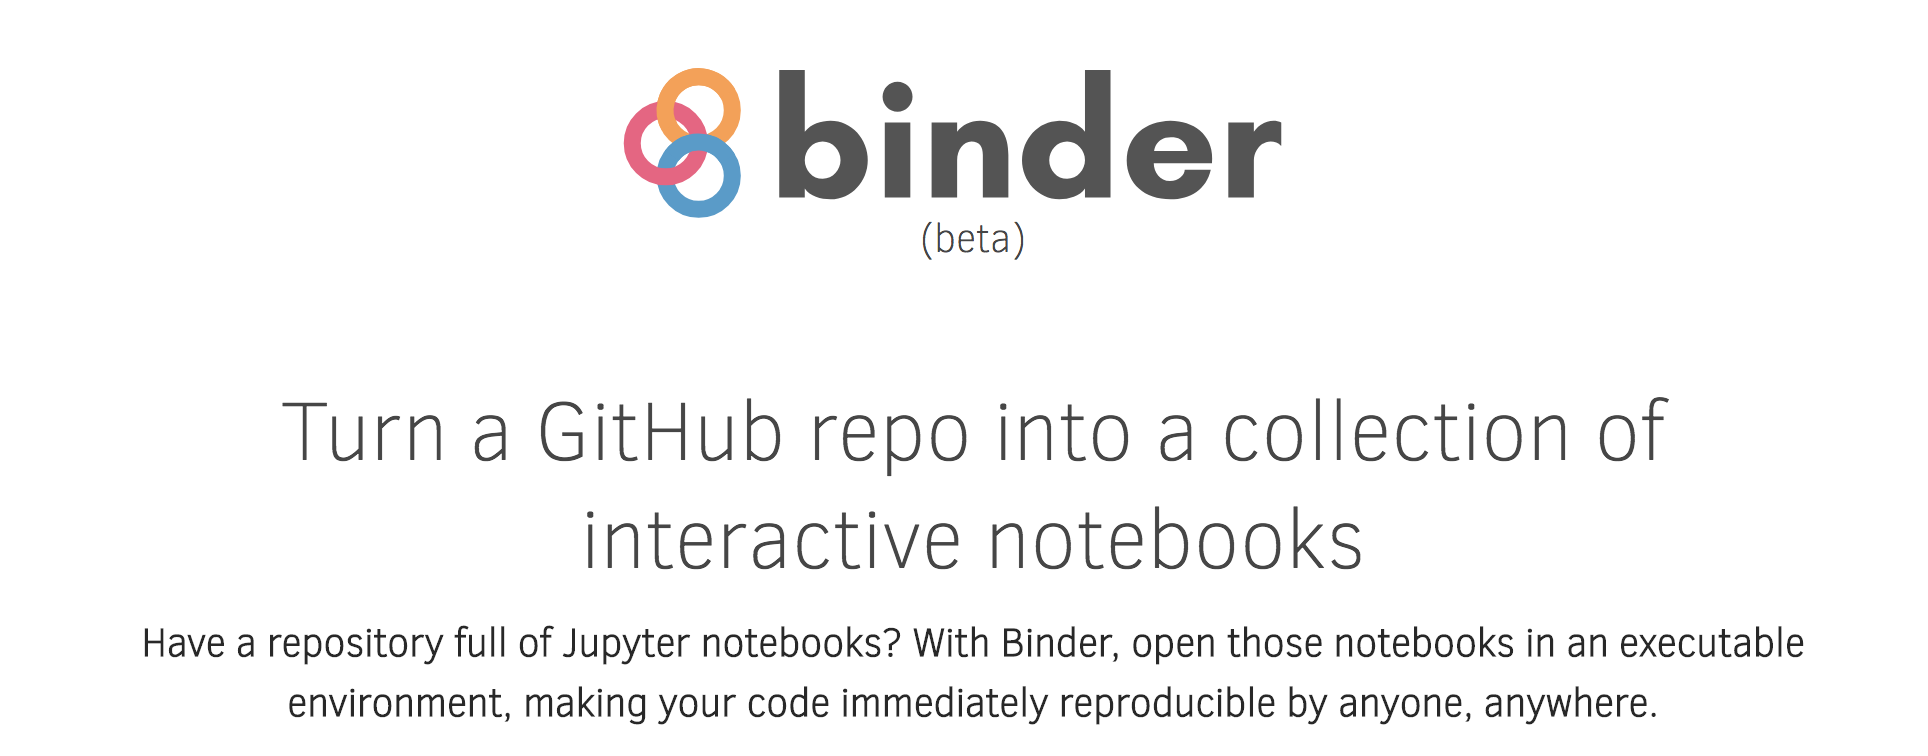 binder
(beta)
Turn a GitHub repo into a collection of
interactive notebooks
Have a repository full of Jupyter notebooks? With Binder, open those notebooks in an executable
environment, making your code immediately reproducible by anyone, anywhere.